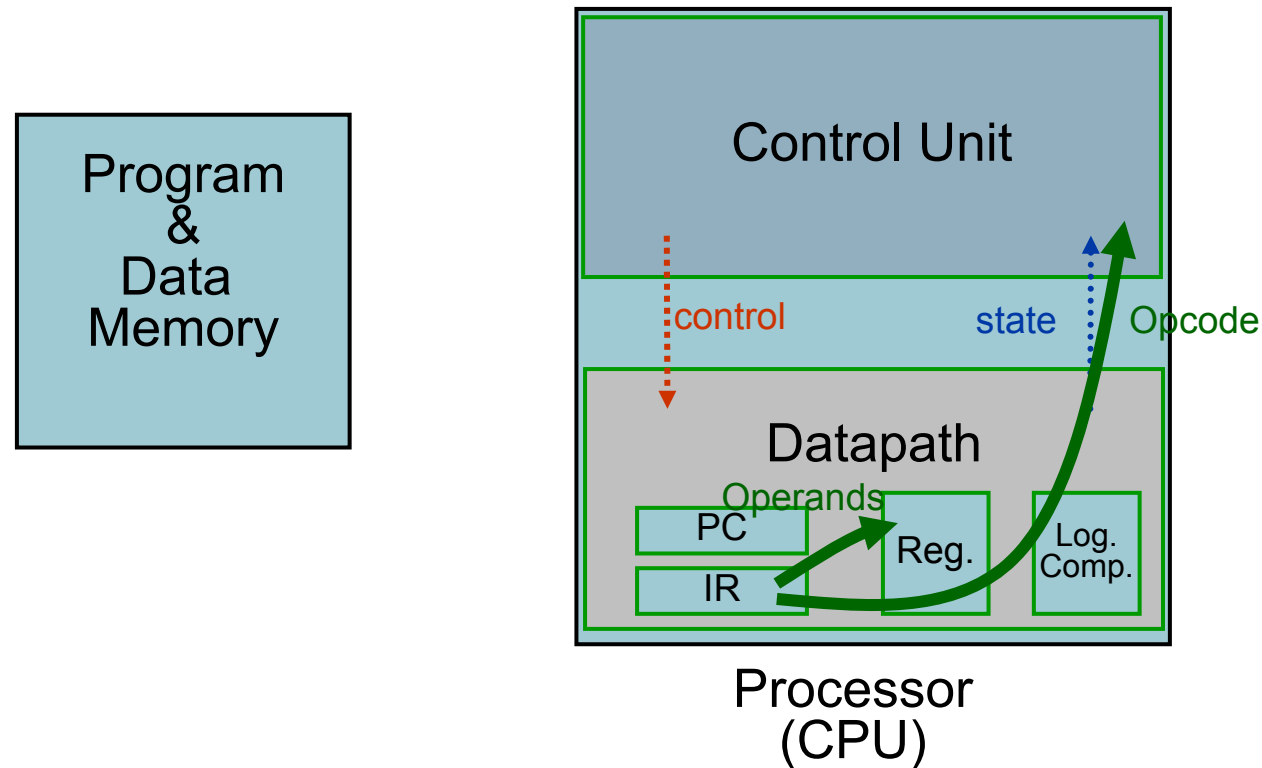 Program
&
Data
Memory
Control Unit
control
state
Opcode
Datapath
Operands
PC
IR
Reg.
Log.
Comp.
Processor
(CPU)